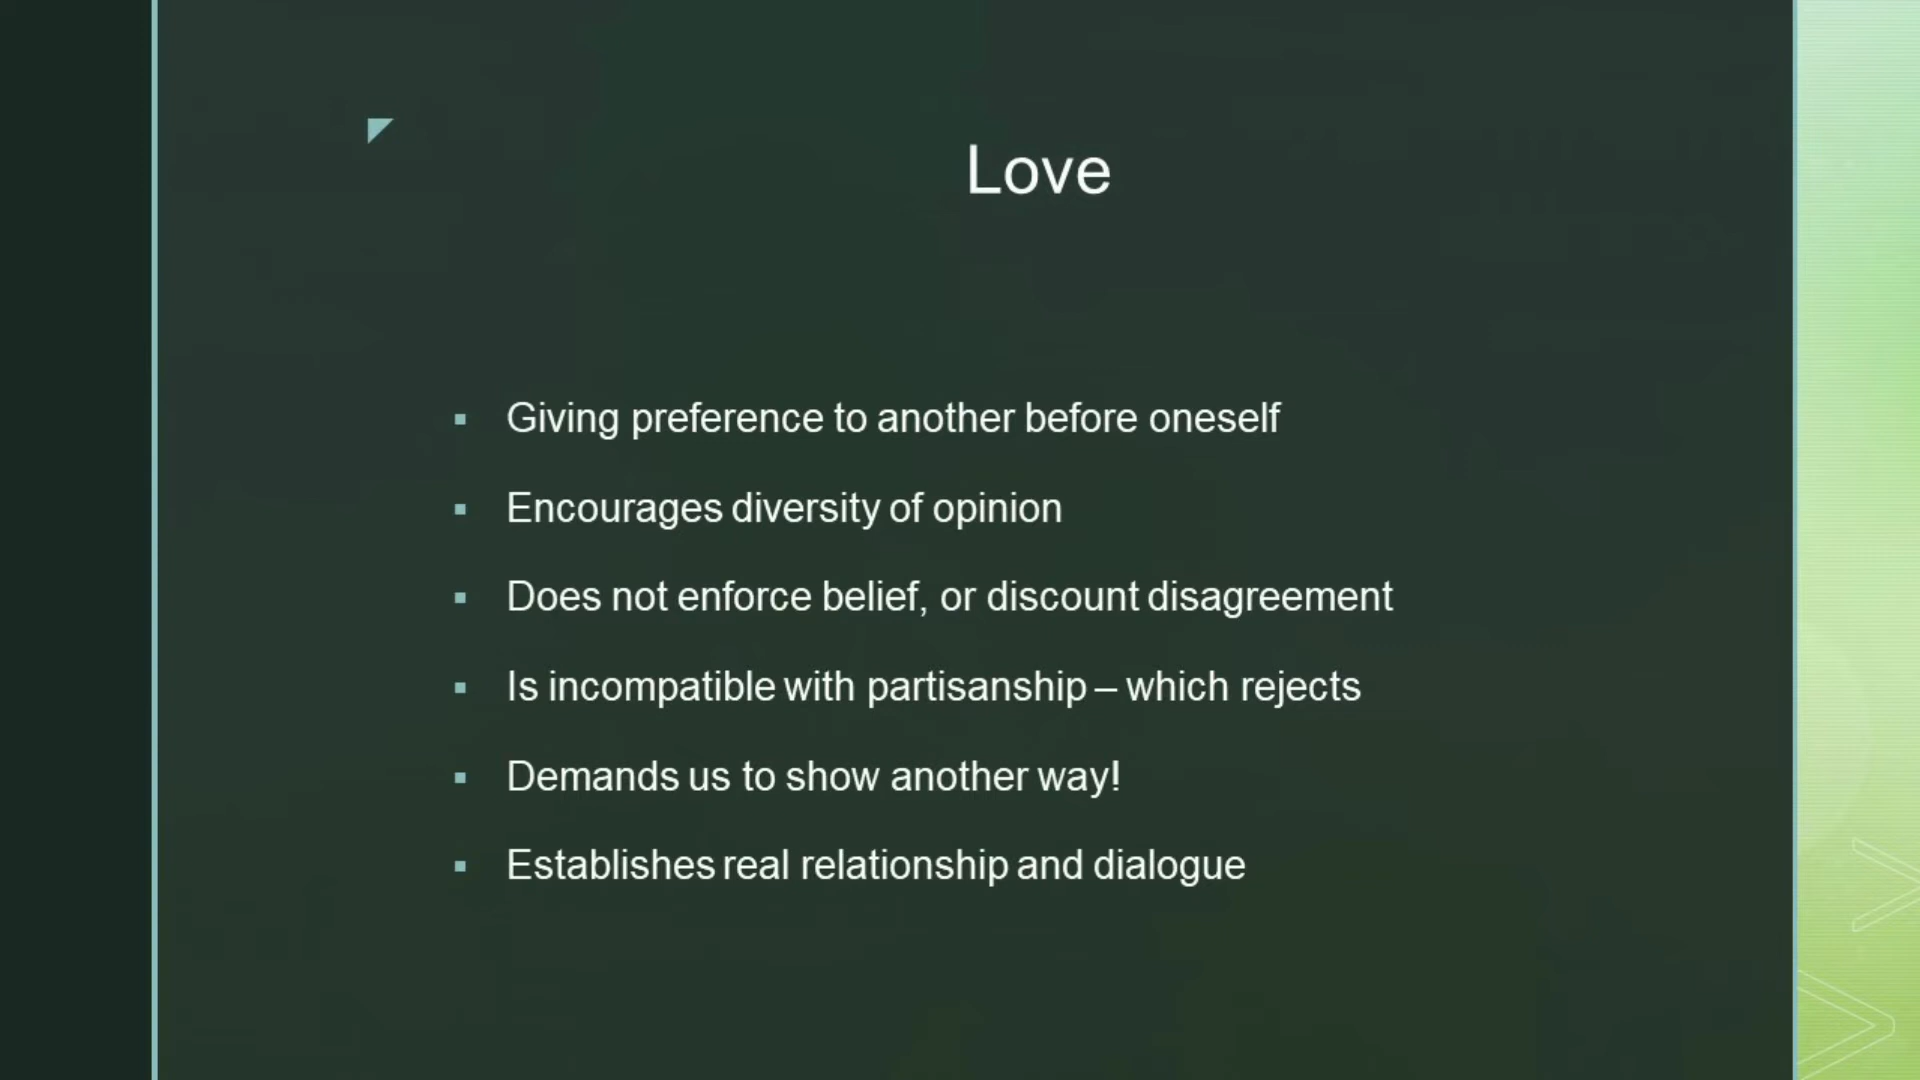 Love
▪ Giving preference to another before oneself
▪ Encourages diversity of opinion
▪ Does not enforce belief, or discount disagreement
▪ Is incompatible with partisanship – which rejects
▪ Demands us to show another way!
▪ Establishes real relationship and dialogue